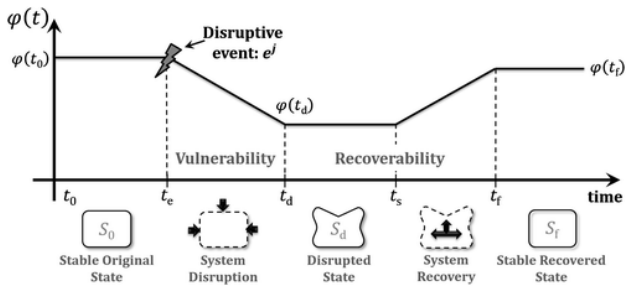 φ(t)
Disruptive
event: eʲ
φ(t₀)
φ(t_f)
φ(t_d)
Vulnerability
Recoverability
t₀
t_e
t_d
t_s
t_f
time
S₀
S_d
S_f
Stable Original
State
System
Disruption
Disrupted
State
System
Recovery
Stable Recovered
State